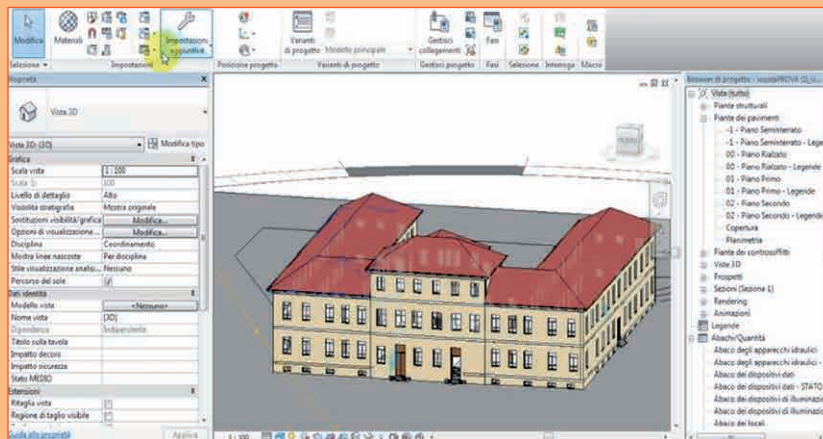 Modifica
Materiali
Impostazioni
aggiuntive
Varianti
di progetto
Modello principale
Gestisci
collegamenti
Fasi
Seleziona
Impostazioni
Posizione progetto
Varianti di progetto
Gestisci progetto
Fasi
Selezione
Interroga
Macro
Proprietà
Vista 3D
Vista 3D: {3D}
Modifica tipo
Grafica
Scala vista 1 : 100
Scala 1: 100
Livello di dettaglio Alto
Visibilità stratigrafia Mostra originale
Sostituzioni visibilità/grafica Modifica...
Opzioni di visualizzazione ... Modifica...
Disciplina Coordinamento
Mostra linee nascoste Per disciplina
Stile visualizzazione analisi... Nessuno
Percorso del sole
Dati identità
Modello vista <Nessuno>
Nome vista {3D}
Dipendenza Indipendente
Titolo sulla tavola
Impatto decoro
Impatto sicurezza
Stato MEDIO
Estensioni
Ritaglia vista
Regione di taglio visibile
Guida alle proprietà
Applica
1 : 100
Browser di progetto -
Viste (tutto)
Piante strutturali
Piante dei pavimenti
-1 - Piano Seminterrato
-1 - Piano Seminterrato - Lege
00 - Piano Rialzato
00 - Piano Rialzato - Legende
01 - Piano Primo
01 - Piano Primo - Legende
02 - Piano Secondo
02 - Piano Secondo - Legende
Copertura
Planimetria
Piante dei controsoffitti
Viste 3D
Prospetti
Sezioni (Sezione 1)
Rendering
Animazioni
Legende
Abachi/Quantità
Abaco degli apparecchi idraulici
Abaco degli apparecchi idraulici -
Abaco dei dispositivi dati
Abaco dei dispositivi dati - STATO
Abaco dei dispositivi di illuminazio
Abaco dei dispositivi di illuminazio
Abaco dei locali